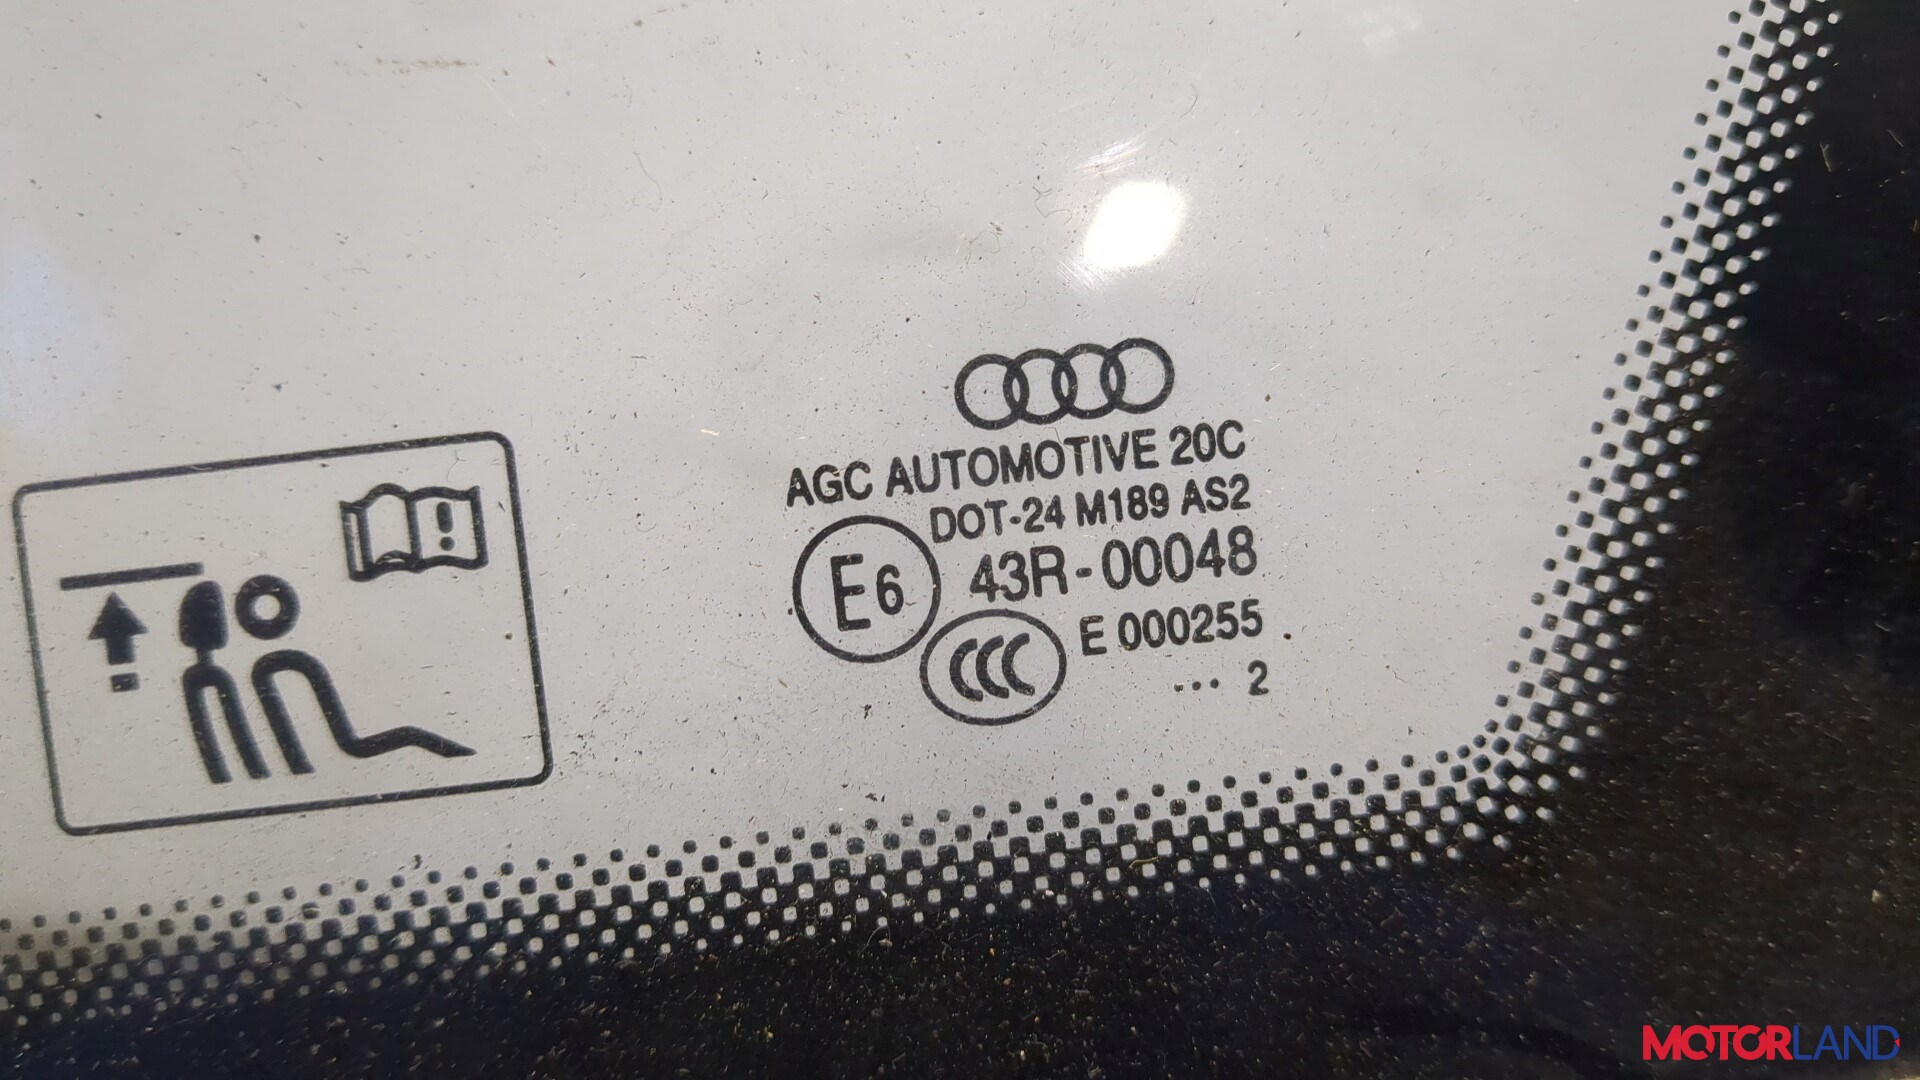 AGC AUTOMOTIVE 20C
DOT-24 M189 AS2
E6 43R-00048
CCC E 000255
... 2
MOTORLAND